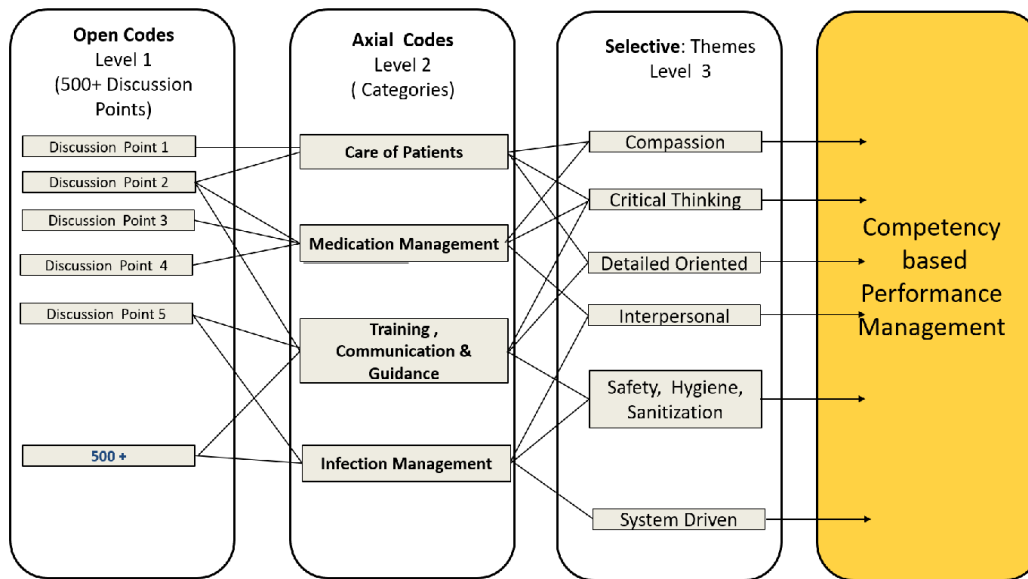 Open Codes
Level 1
(500+ Discussion
Points)
Discussion Point 1
Discussion Point 2
Discussion Point 3
Discussion Point 4
Discussion Point 5
500 +
Axial Codes
Level 2
( Categories)
Care of Patients
Medication Management
Training ,
Communication &
Guidance
Infection Management
Selective: Themes
Level 3
Compassion
Critical Thinking
Detailed Oriented
Interpersonal
Safety, Hygiene,
Sanitization
System Driven
Competency
based
Performance
Management